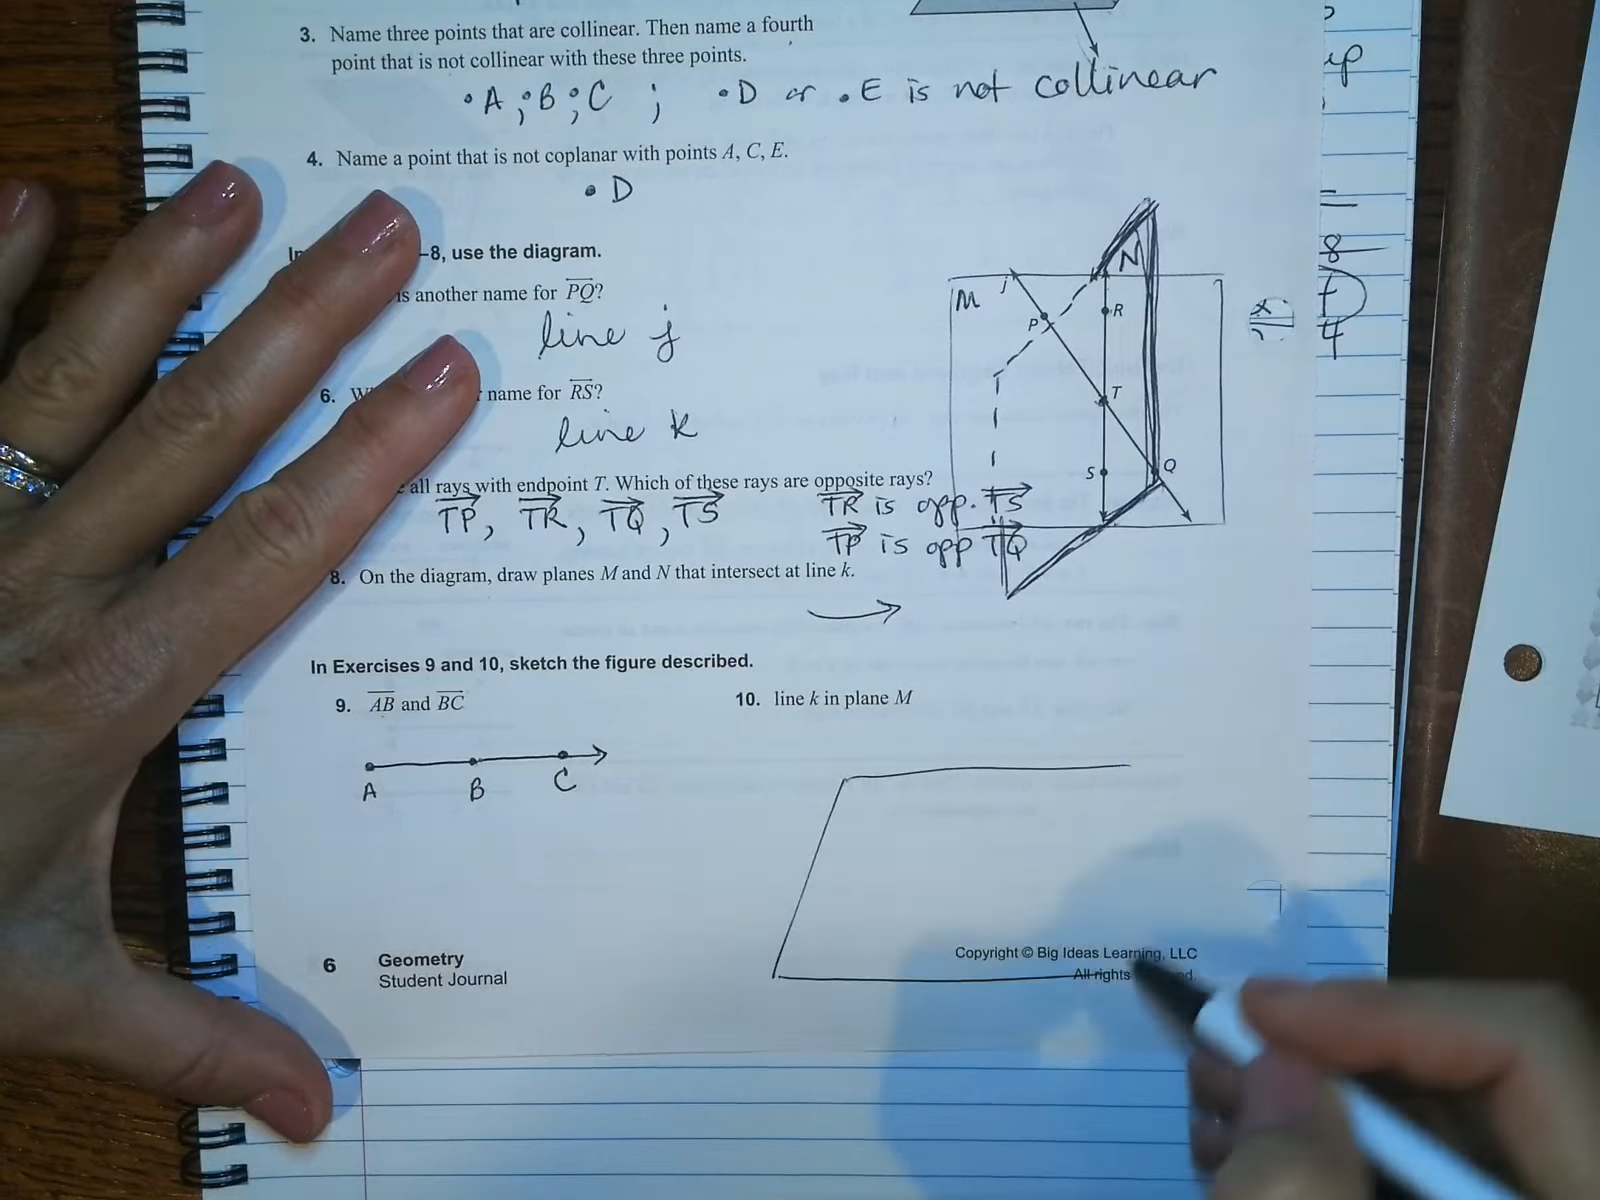 3. Name three points that are collinear. Then name a fourth
point that is not collinear with these three points.
• A ; • B ; • C ; • D or • E is not collinear
4. Name a point that is not coplanar with points A, C, E.
• D
-8, use the diagram.
is another name for PQ?
line j
6. name for RS?
line k
all rays with endpoint T. Which of these rays are opposite rays?
TP, TR, TQ, TS TR is opp. TS
TP is opp TQ
8. On the diagram, draw planes M and N that intersect at line k.
M
j
N
P
R
T
S
Q
In Exercises 9 and 10, sketch the figure described.
9. AB and BC
10. line k in plane M
A B C
6 Geometry
Student Journal
Copyright © Big Ideas Learning, LLC
All rights
up
8
4